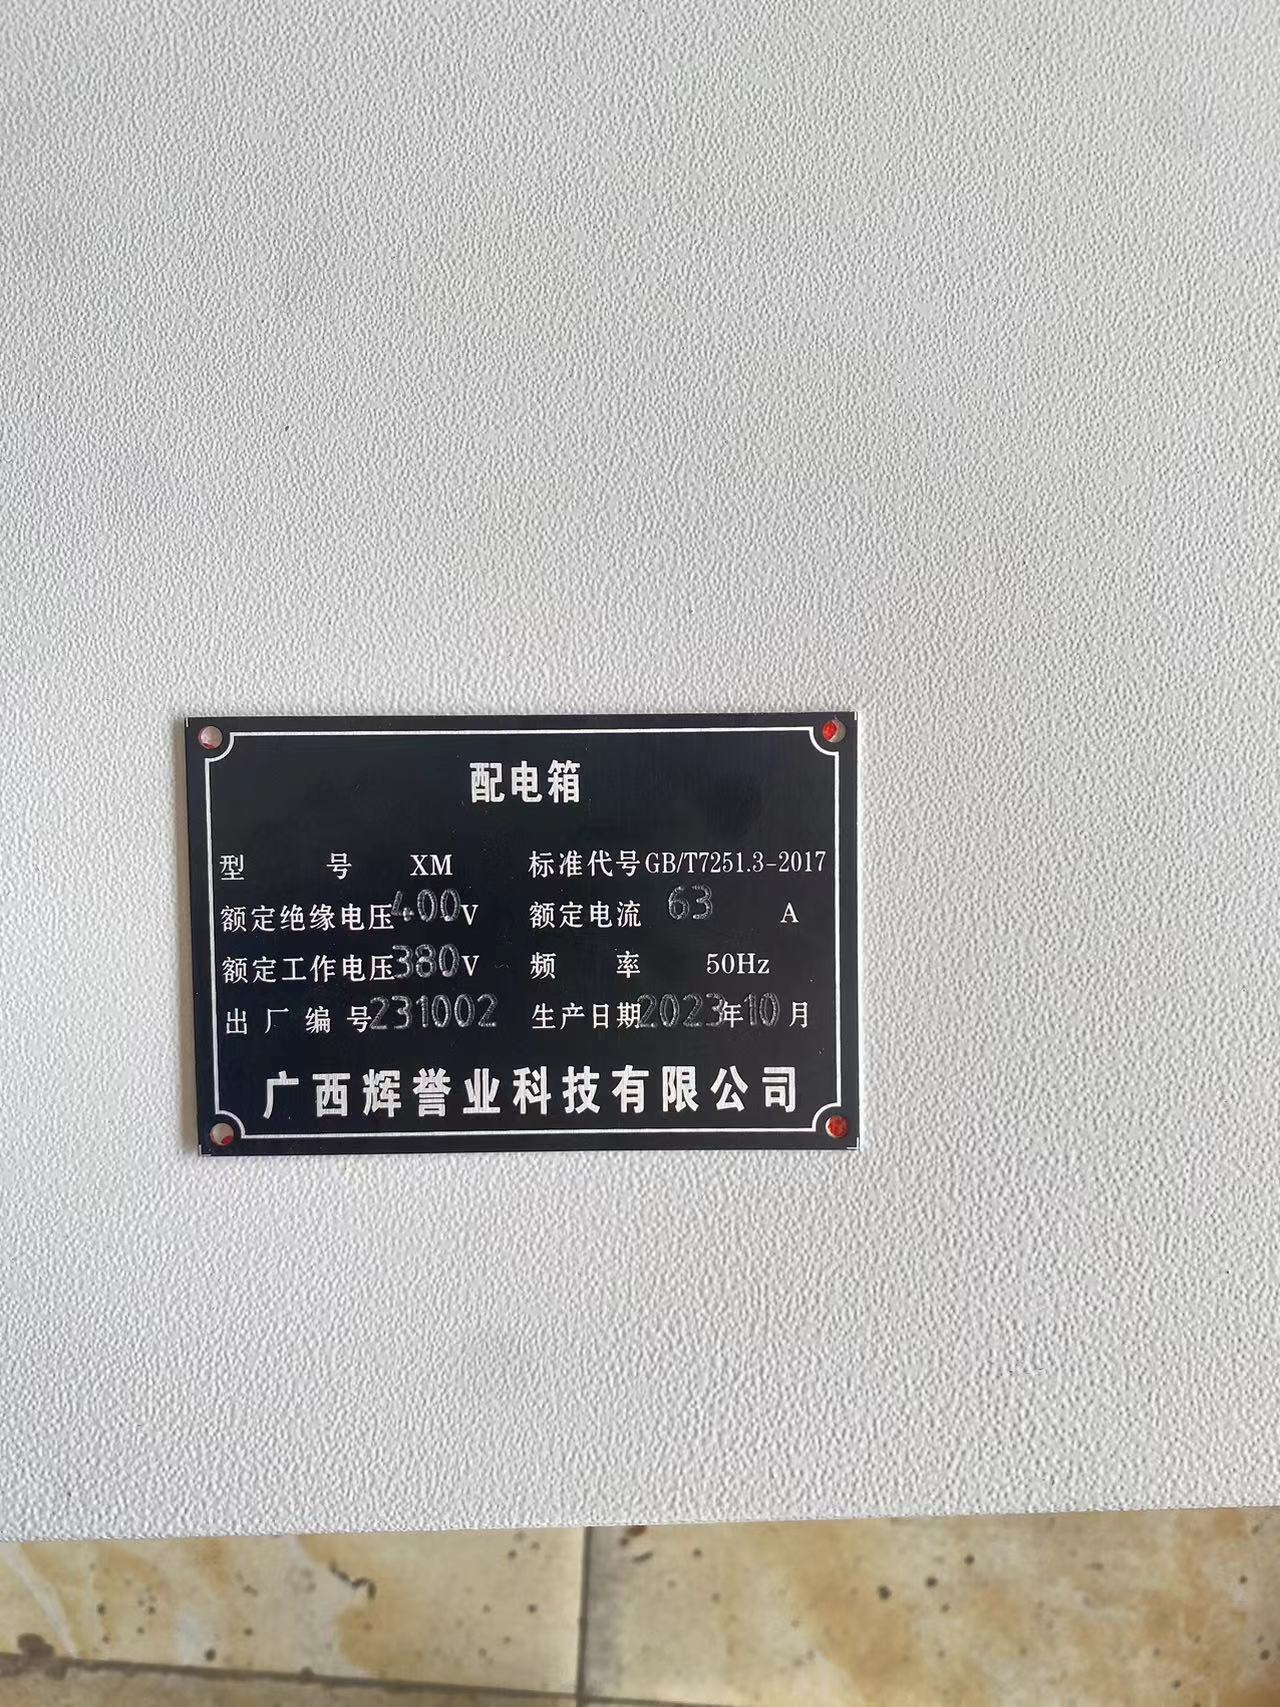 配电箱
型号 XM 标准代号GB/T7251.3-2017
额定绝缘电压400V 额定电流 63 A
额定工作电压380V 频率 50Hz
出厂编号231002 生产日期2023年10月
广西辉誉业科技有限公司